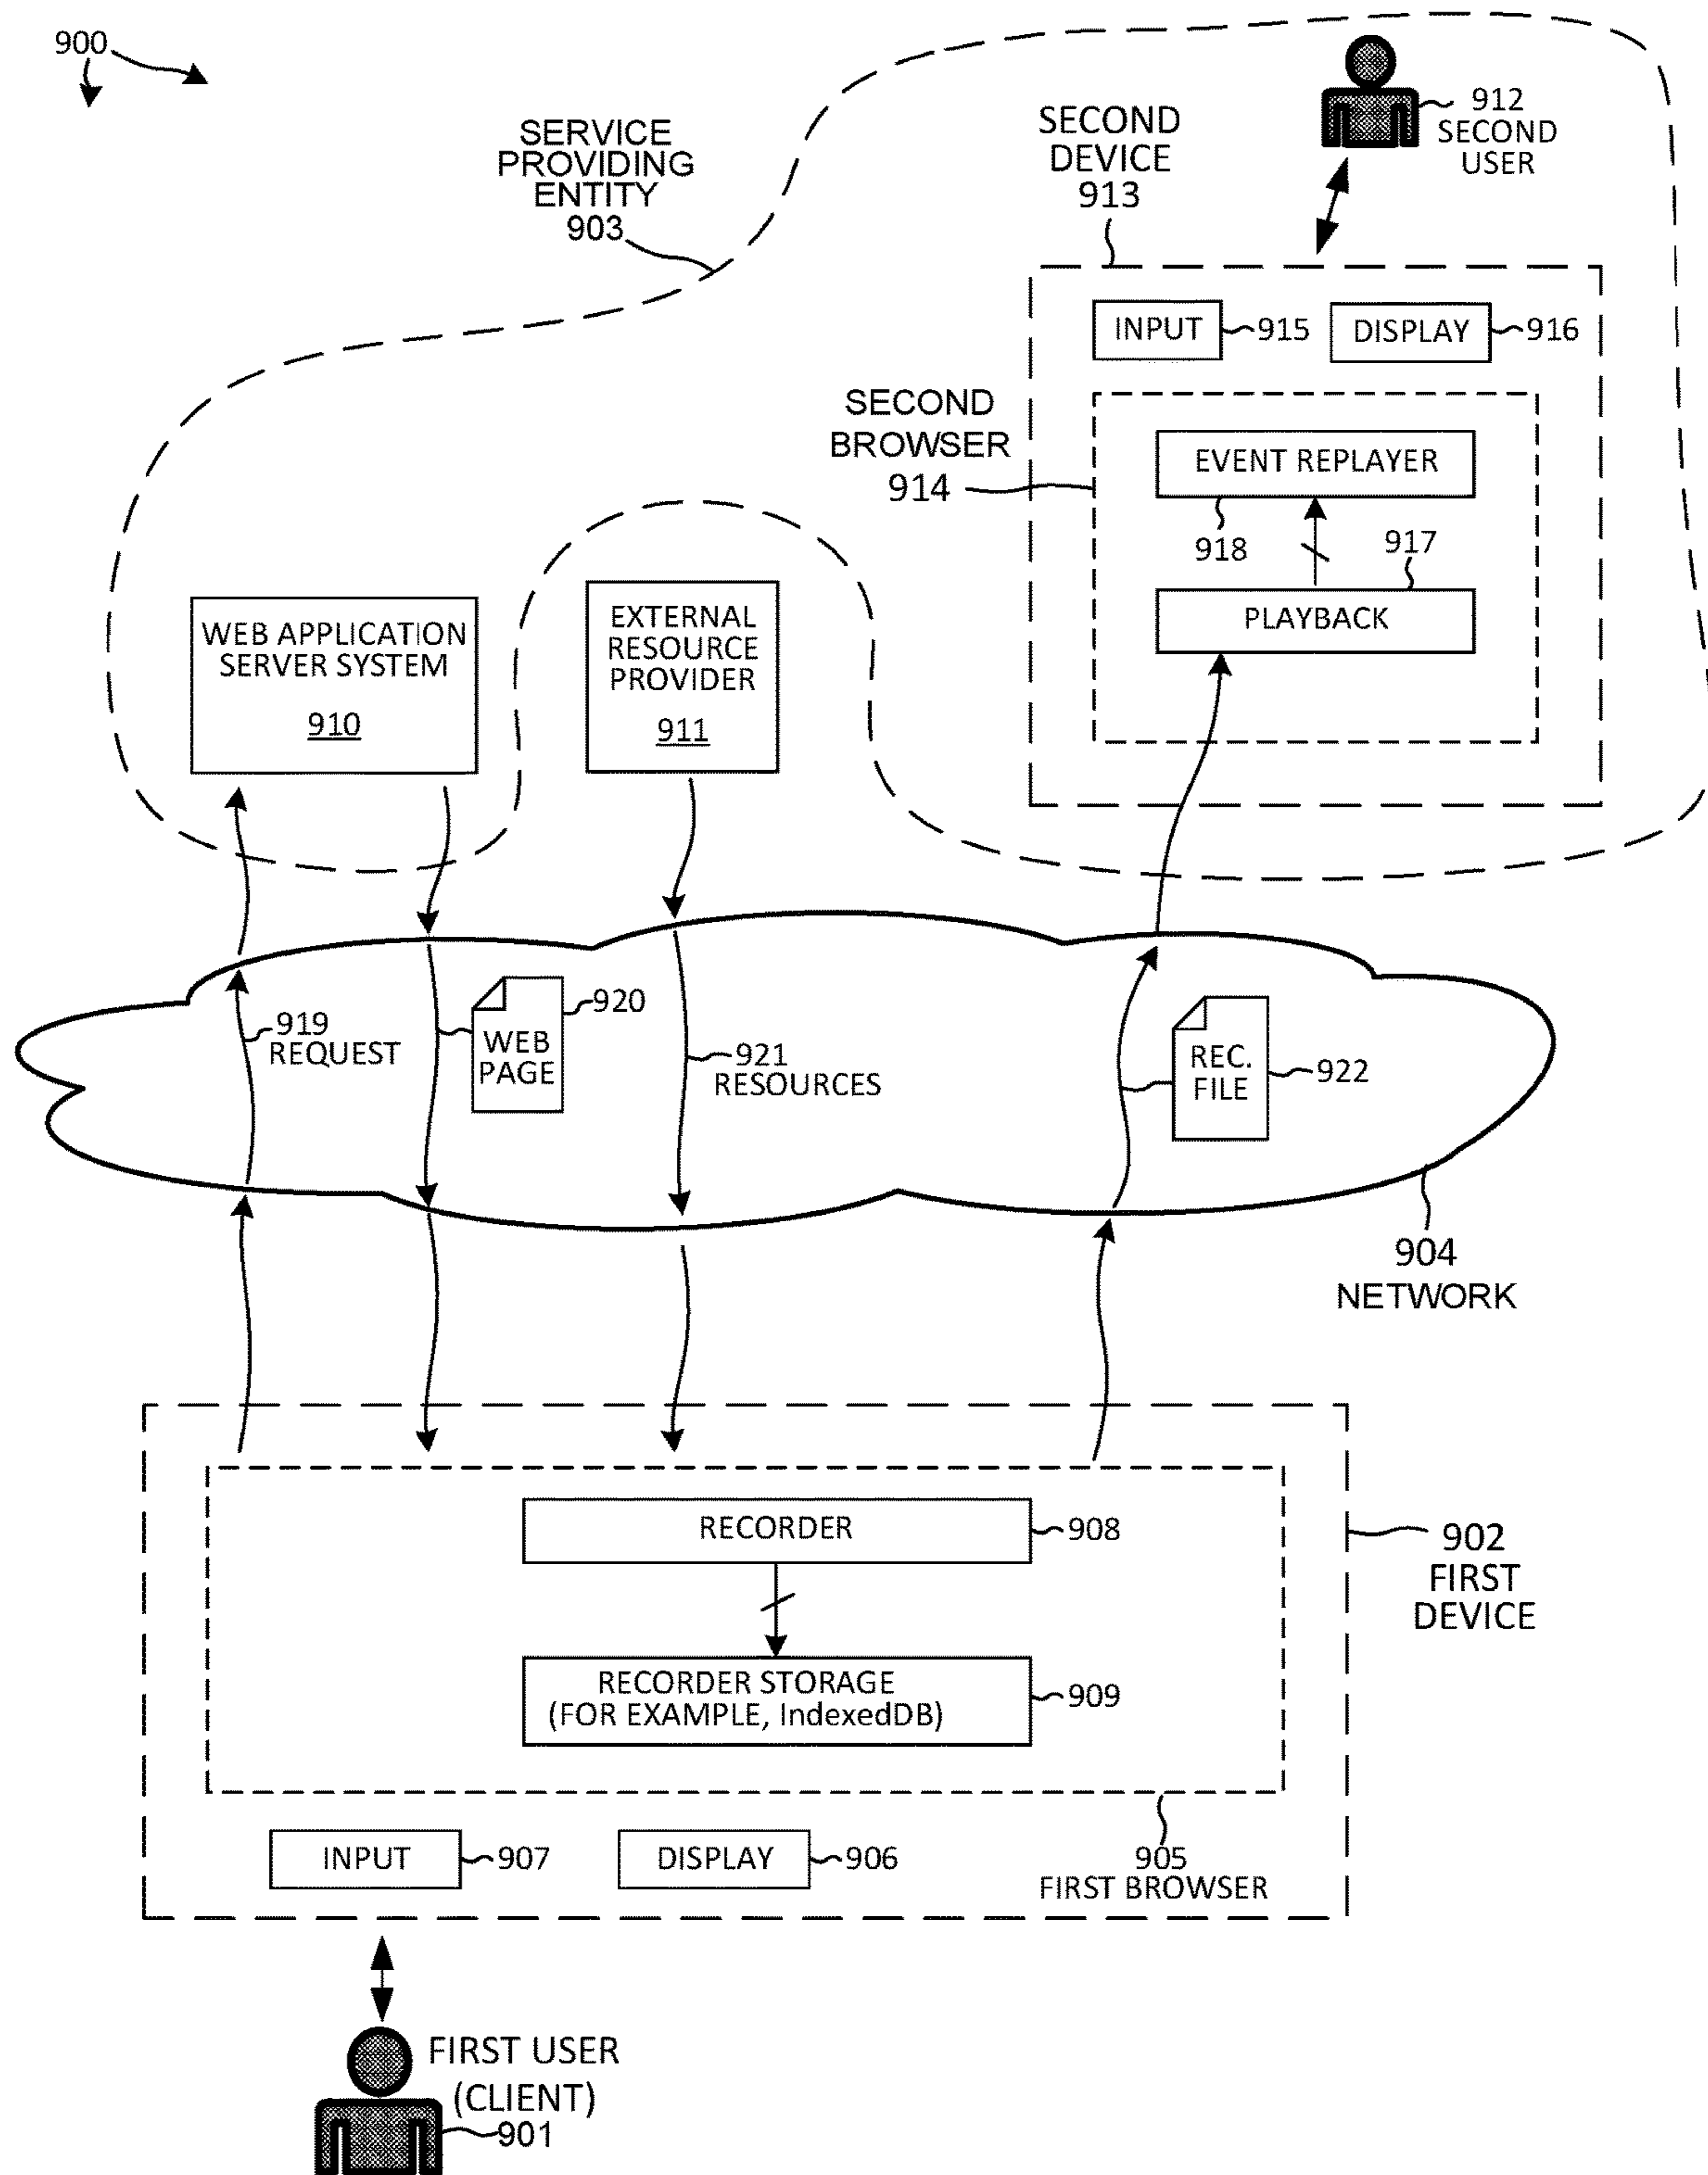 900
SERVICE
PROVIDING
ENTITY
903
SECOND
DEVICE
913
912
SECOND
USER
INPUT
915
DISPLAY
916
SECOND
BROWSER
914
EVENT REPLAYER
918
917
PLAYBACK
WEB APPLICATION
SERVER SYSTEM
910
EXTERNAL
RESOURCE
PROVIDER
911
919
REQUEST
920
WEB
PAGE
921
RESOURCES
REC.
FILE
922
904
NETWORK
RECORDER
908
902
FIRST
DEVICE
RECORDER STORAGE
(FOR EXAMPLE, IndexedDB)
909
INPUT
907
DISPLAY
906
905
FIRST BROWSER
FIRST USER
(CLIENT)
901